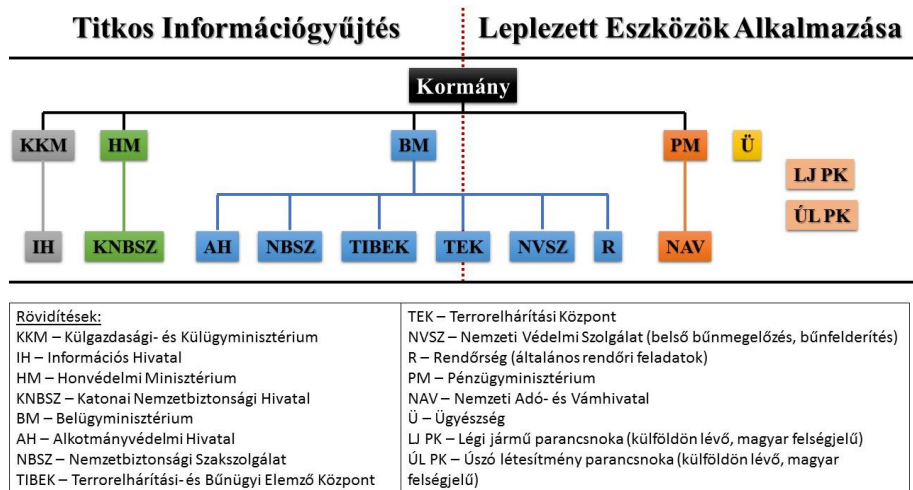 Titkos Információgyűjtés
Leplezett Eszközök Alkalmazása
Kormány
KKM
HM
BM
PM
Ü
LJ PK
ÚL PK
IH
KNBSZ
AH
NBSZ
TIBEK
TEK
NVSZ
R
NAV
Rövidítések:
KKM – Külgazdasági- és Külügyminisztérium
IH – Információs Hivatal
HM – Honvédelmi Minisztérium
KNBSZ – Katonai Nemzetbiztonsági Hivatal
BM – Belügyminisztérium
AH – Alkotmányvédelmi Hivatal
NBSZ – Nemzetbiztonsági Szakszolgálat
TIBEK – Terrorelhárítási- és Bűnügyi Elemző Központ
TEK – Terrorelhárítási Központ
NVSZ – Nemzeti Védelmi Szolgálat (belső bűnmegelőzés, bűnfelderítés)
R – Rendőrség (általános rendőri feladatok)
PM – Pénzügyminisztérium
NAV – Nemzeti Adó- és Vámhivatal
Ü – Ügyészség
LJ PK – Légi jármű parancsnoka (külföldön lévő, magyar felségjelű)
ÚL PK – Úszó létesítmény parancsnoka (külföldön lévő, magyar
felségjelű)